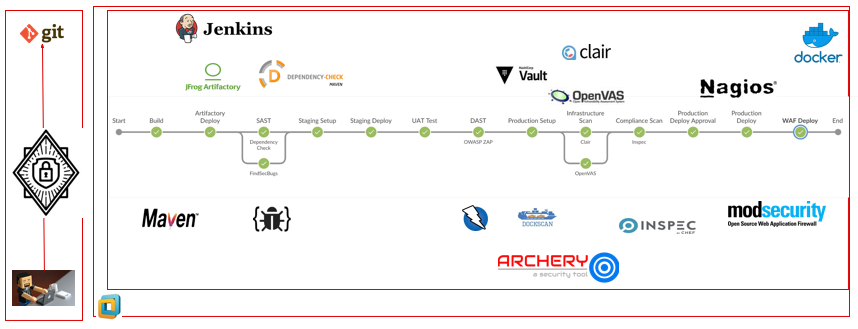 git
Jenkins
clair
docker
JFrog Artifactory
DEPENDENCY-CHECK
MAVEN
Vault
OpenVAS
Nagios®
Start
Build
Artifactory
Deploy
SAST
Staging Setup
Staging Deploy
UAT Test
DAST
Production Setup
Infrastructure
Scan
Compliance Scan
Production
Deploy Approval
Production
Deploy
WAF Deploy
End
Dependency
Check
OWASP ZAP
Clair
Inspec
FindSecBugs
OpenVAS
Maven™
DOCKSCAN
INSPEC
CHEF
modsecurity
Open Source Web Application Firewall
ARCHERY
a security tool